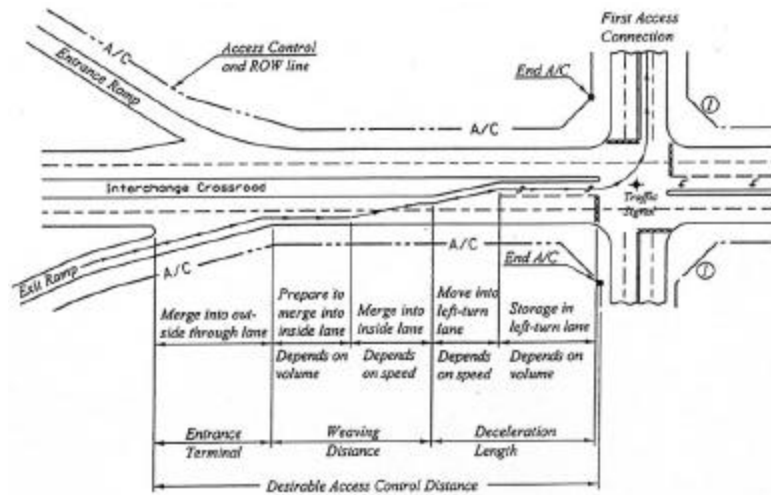 First Access
Connection
A/C
Access Control
and ROW line
Entrance Ramp
End A/C
A/C
1
Interchange Crossroad
Traffic
Signal
Exit Ramp
A/C
A/C
End A/C
1
Merge into out-
side through lane
Prepare to
merge into
inside lane
Depends on
volume
Merge into
inside lane
Depends
on speed
Move into
left-turn
lane
Depends
on speed
Storage in
left-turn lane
Depends on
volume
Entrance
Terminal
Weaving
Distance
Deceleration
Length
Desirable Access Control Distance